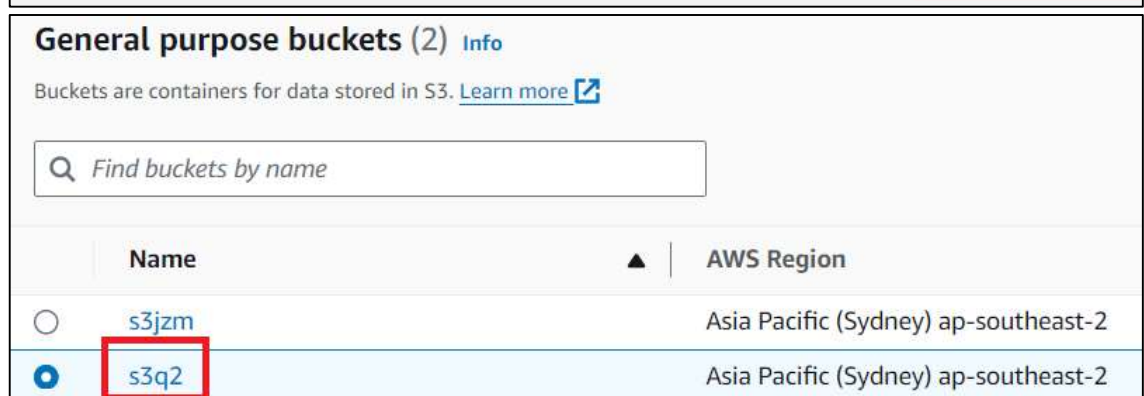 General purpose buckets (2) Info
Buckets are containers for data stored in S3. Learn more
Find buckets by name
Name AWS Region
s3jzm Asia Pacific (Sydney) ap-southeast-2
s3q2 Asia Pacific (Sydney) ap-southeast-2